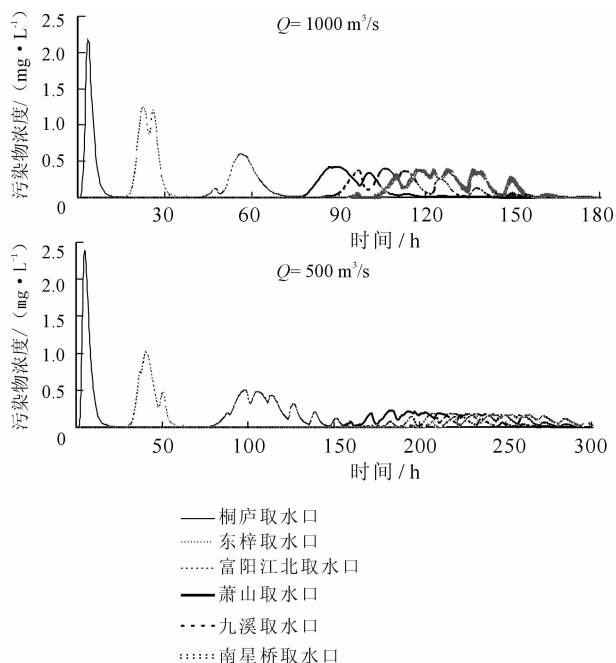 Q= 1000 m³/s
污染物浓度/ (mg·L⁻¹)
2.5
2.0
1.5
1.0
0.5
0
30
60
90
120
150
180
时间 / h
Q= 500 m³/s
污染物浓度/ (mg·L⁻¹)
2.5
2.0
1.5
1.0
0.5
0
50
100
150
200
250
300
时间 / h
桐庐取水口
东梓取水口
富阳江北取水口
萧山取水口
九溪取水口
南星桥取水口